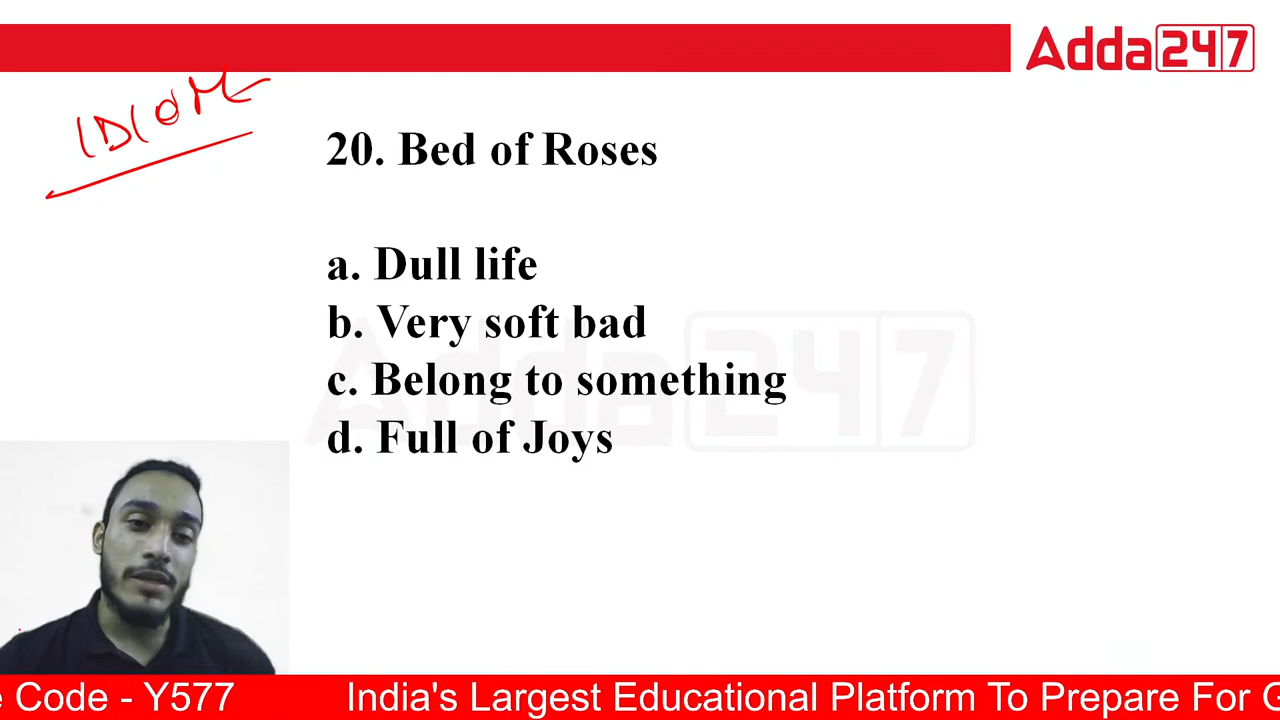 Adda247
IDIOM
20. Bed of Roses
a. Dull life
b. Very soft bad
c. Belong to something
d. Full of Joys
Adda247
e Code - Y577 India's Largest Educational Platform To Prepare For G